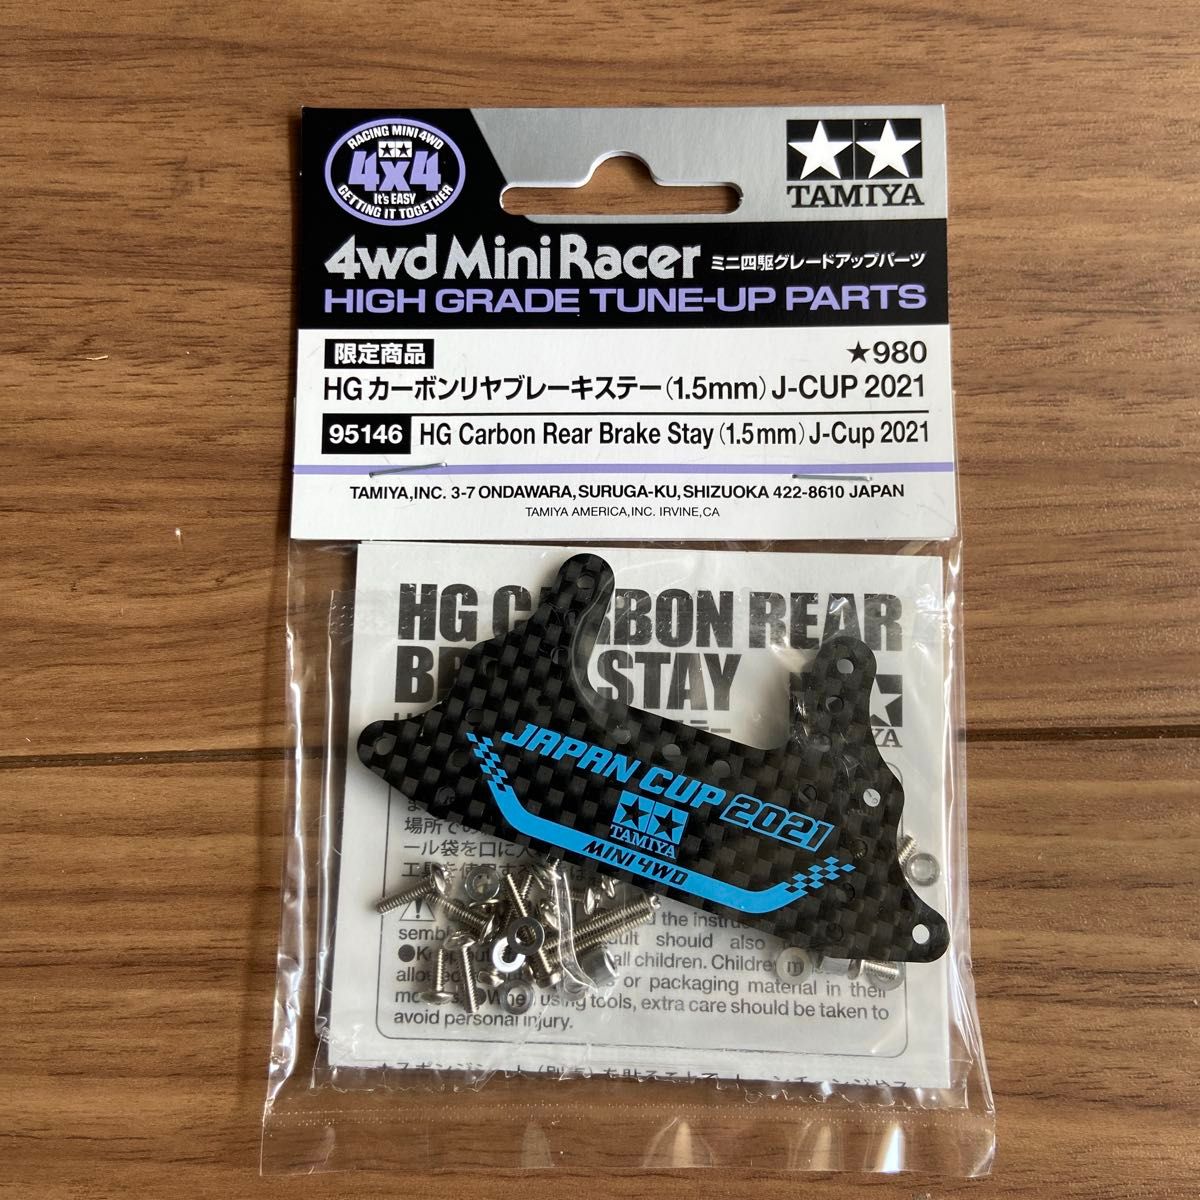 RACING MINI 4WD
4x4
It's EASY
GETTING IT TOGETHER
TAMIYA
4wd Mini Racer ミニ四駆グレードアップパーツ
HIGH GRADE TUNE-UP PARTS
限定商品 ★980
HG カーボンリヤブレーキステー(1.5mm) J-CUP 2021
95146 HG Carbon Rear Brake Stay (1.5mm) J-Cup 2021
TAMIYA,INC. 3-7 ONDAWARA, SURUGA-KU, SHIZUOKA 422-8610 JAPAN
TAMIYA AMERICA, INC. IRVINE, CA
HG CARBON REAR
STAY
JAPAN CUP 2021
TAMIYA
MINI 4WD
場所での
ール袋を口に入
the instruc
should also
all children. Childre
or packaging material in their
using tools, extra care should be taken to
avoid personal injury.